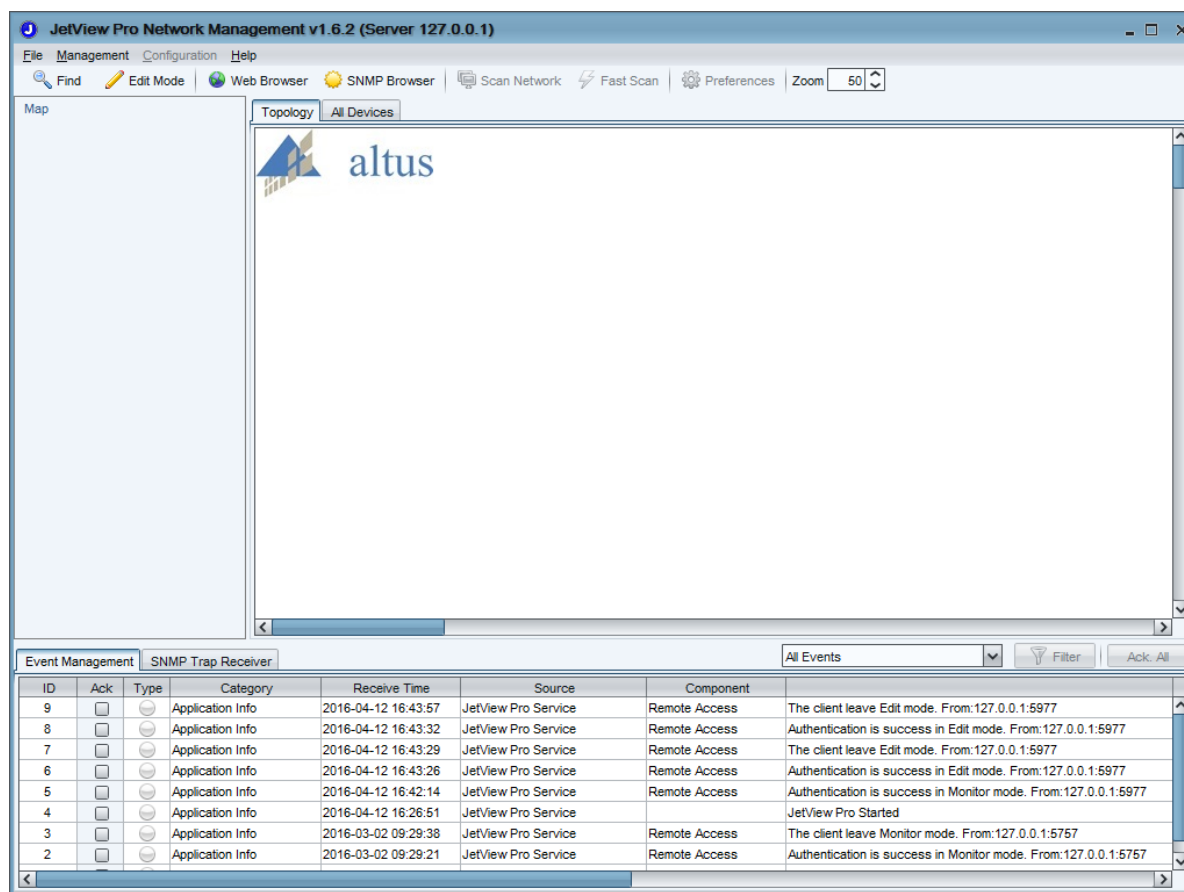 JetView Pro Network Management v1.6.2 (Server 127.0.0.1)
File Management Configuration Help
Find Edit Mode Web Browser SNMP Browser Scan Network Fast Scan Preferences Zoom 50
Map
Topology All Devices
altus
Event Management SNMP Trap Receiver All Events Filter Ack. All
ID Ack Type Category Receive Time Source Component
9 Application Info 2016-04-12 16:43:57 JetView Pro Service Remote Access The client leave Edit mode. From:127.0.0.1:5977
8 Application Info 2016-04-12 16:43:32 JetView Pro Service Remote Access Authentication is success in Edit mode. From:127.0.0.1:5977
7 Application Info 2016-04-12 16:43:29 JetView Pro Service Remote Access The client leave Edit mode. From:127.0.0.1:5977
6 Application Info 2016-04-12 16:43:26 JetView Pro Service Remote Access Authentication is success in Edit mode. From:127.0.0.1:5977
5 Application Info 2016-04-12 16:42:14 JetView Pro Service Remote Access Authentication is success in Monitor mode. From:127.0.0.1:5977
4 Application Info 2016-04-12 16:26:51 JetView Pro Service JetView Pro Started
3 Application Info 2016-03-02 09:29:38 JetView Pro Service Remote Access The client leave Monitor mode. From:127.0.0.1:5757
2 Application Info 2016-03-02 09:29:21 JetView Pro Service Remote Access Authentication is success in Monitor mode. From:127.0.0.1:5757